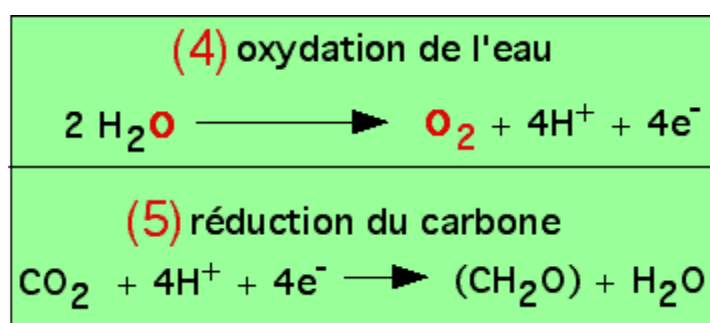 (4) oxydation de l'eau
2 H₂O ⟶ O₂ + 4H⁺ + 4e⁻
(5) réduction du carbone
CO₂ + 4H⁺ + 4e⁻ ⟶ (CH₂O) + H₂O